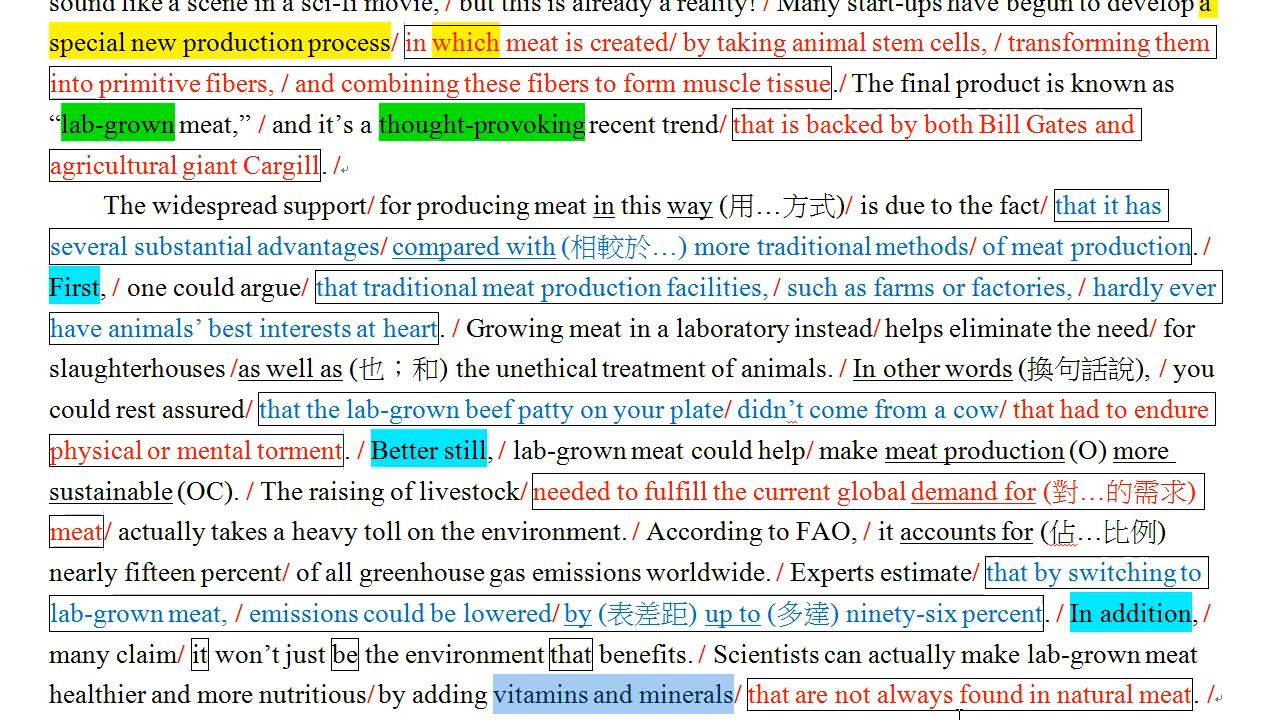 sound like a scene in a sci-fi movie, / but this is already a reality! / Many start-ups have begun to develop a
special new production process/ in which meat is created/ by taking animal stem cells, / transforming them
into primitive fibers, / and combining these fibers to form muscle tissue./ The final product is known as
“lab-grown meat,” / and it’s a thought-provoking recent trend/ that is backed by both Bill Gates and
agricultural giant Cargill. /
The widespread support/ for producing meat in this way (用…方式)/ is due to the fact/ that it has
several substantial advantages/ compared with (相較於…) more traditional methods/ of meat production. /
First, / one could argue/ that traditional meat production facilities, / such as farms or factories, / hardly ever
have animals’ best interests at heart. / Growing meat in a laboratory instead/ helps eliminate the need/ for
slaughterhouses /as well as (也；和) the unethical treatment of animals. / In other words (換句話說), / you
could rest assured/ that the lab-grown beef patty on your plate/ didn’t come from a cow/ that had to endure
physical or mental torment. / Better still, / lab-grown meat could help/ make meat production (O) more
sustainable (OC). / The raising of livestock/ needed to fulfill the current global demand for (對…的需求)
meat/ actually takes a heavy toll on the environment. / According to FAO, / it accounts for (佔…比例)
nearly fifteen percent/ of all greenhouse gas emissions worldwide. / Experts estimate/ that by switching to
lab-grown meat, / emissions could be lowered/ by (表差距) up to (多達) ninety-six percent. / In addition, /
many claim/ it won’t just be the environment that benefits. / Scientists can actually make lab-grown meat
healthier and more nutritious/ by adding vitamins and minerals/ that are not always found in natural meat. /